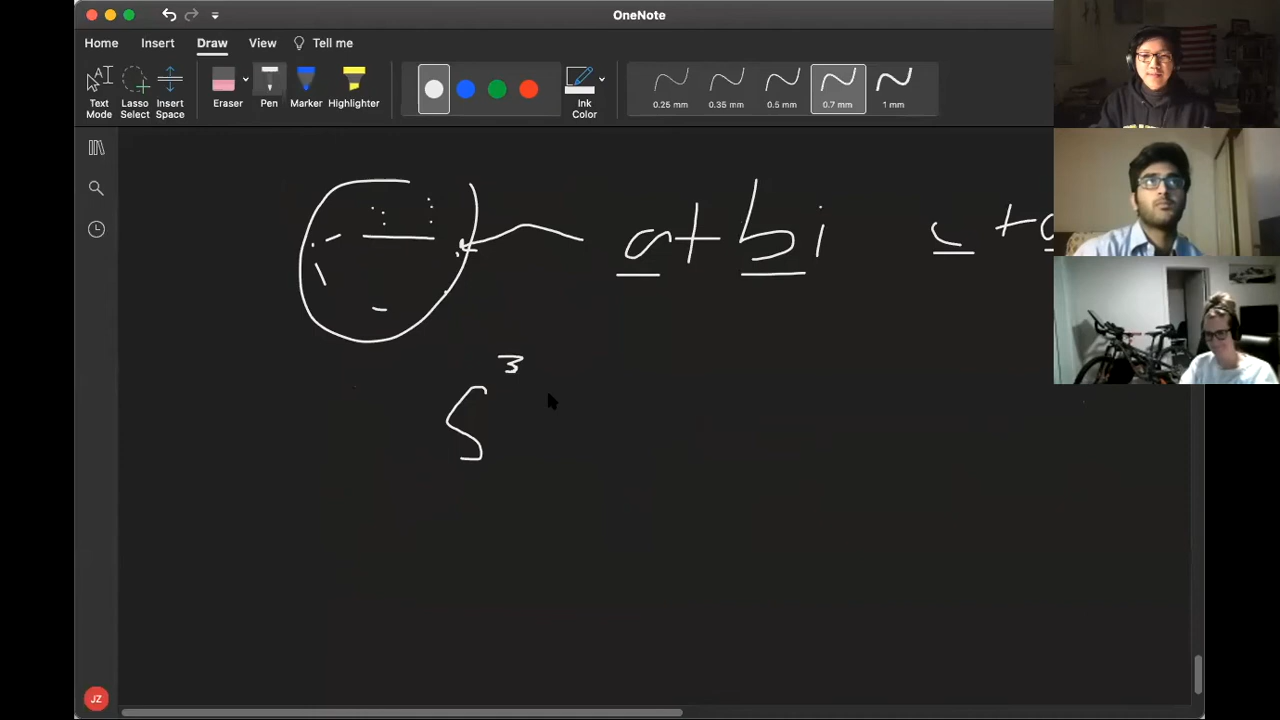 OneNote
Home Insert Draw View Tell me
Text Mode Lasso Select Insert Space Eraser Pen Marker Highlighter Ink Color 0.25 mm 0.35 mm 0.5 mm 0.7 mm 1 mm
a+bi c+
S³
JZ